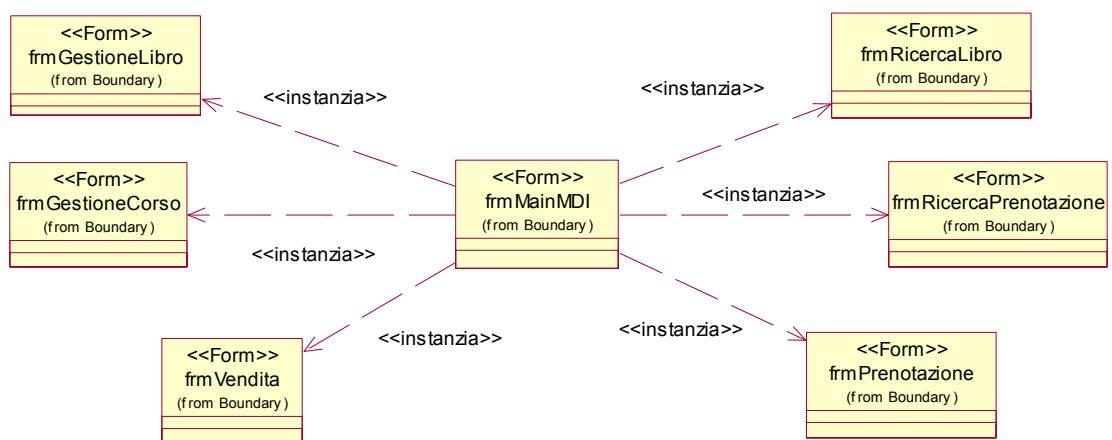 <<Form>>
frmGestioneLibro
(from Boundary)
<<Form>>
frmRicercaLibro
(from Boundary)
<<instanzia>>
<<instanzia>>
<<Form>>
frmGestioneCorso
(from Boundary)
<<Form>>
frmMainMDI
(from Boundary)
<<Form>>
frmRicercaPrenotazione
(from Boundary)
<<instanzia>>
<<instanzia>>
<<instanzia>>
<<instanzia>>
<<Form>>
frmVendita
(from Boundary)
<<Form>>
frmPrenotazione
(from Boundary)